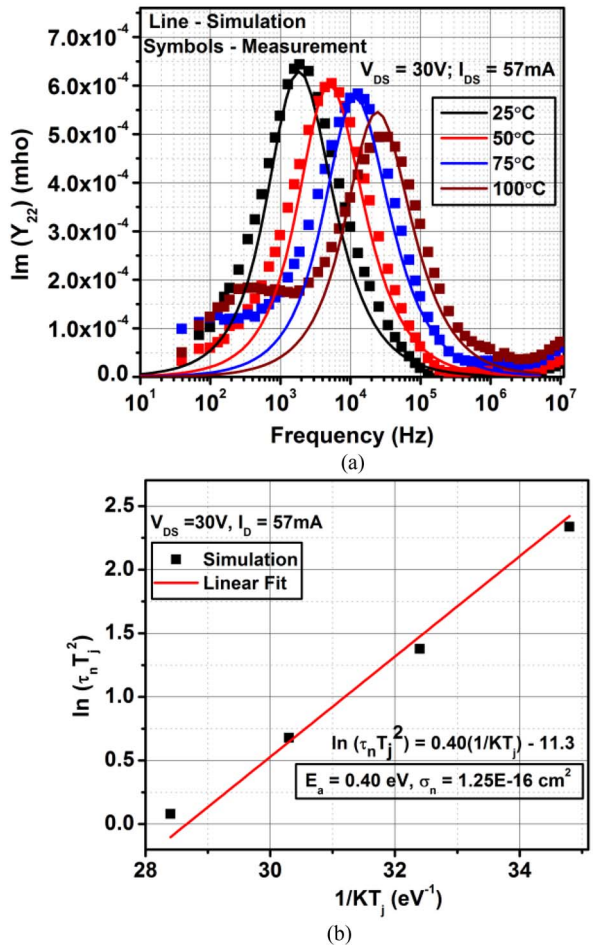 Line - Simulation
Symbols - Measurement
V_DS = 30V; I_DS = 57mA
25°C
50°C
75°C
100°C
Im (Y_22) (mho)
7.0x10^-4
6.0x10^-4
5.0x10^-4
4.0x10^-4
3.0x10^-4
2.0x10^-4
1.0x10^-4
0.0
10^1 10^2 10^3 10^4 10^5 10^6 10^7
Frequency (Hz)
(a)
V_DS =30V, I_D = 57mA
Simulation
Linear Fit
ln (τ_n T_j^2)
2.5
2.0
1.5
1.0
0.5
0.0
ln (τ_n T_j^2) = 0.40(1/KT_j) - 11.3
E_a = 0.40 eV, σ_n = 1.25E-16 cm^2
28 30 32 34
1/KT_j (eV^-1)
(b)